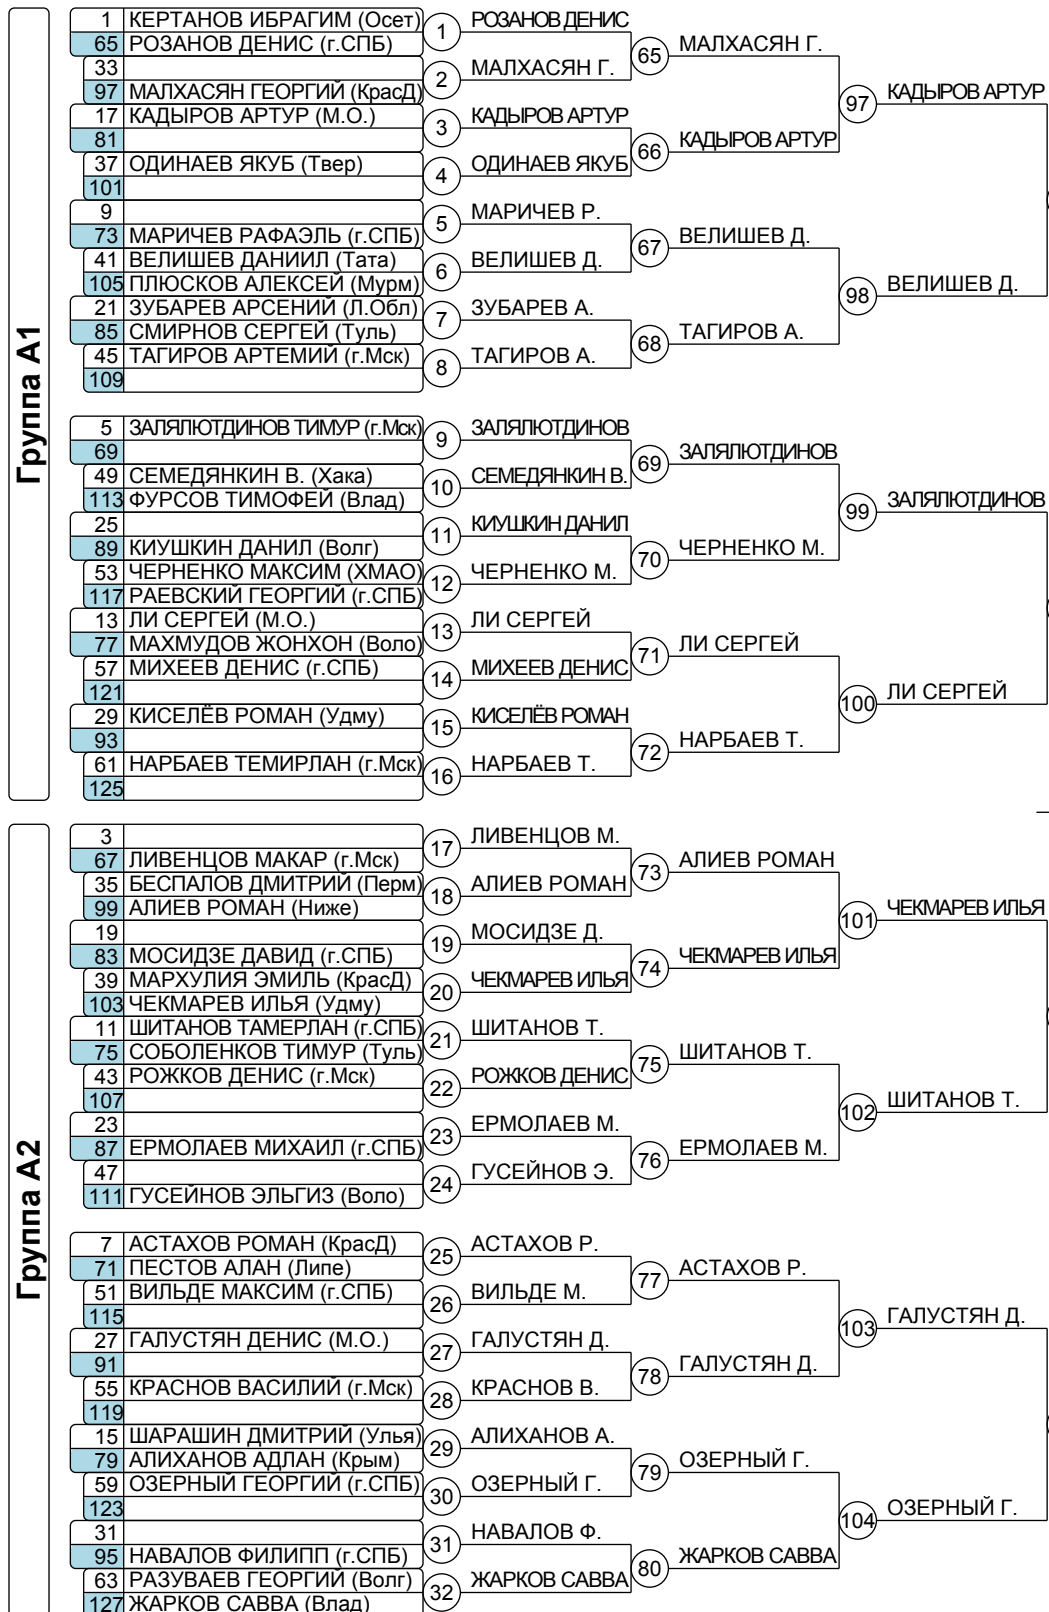 Группа А1
1 КЕРТАНОВ ИБРАГИМ (Осет)
65 РОЗАНОВ ДЕНИС (г.СПБ)
33
97 МАЛХАСЯН ГЕОРГИЙ (КрасД)
17 КАДЫРОВ АРТУР (М.О.)
81
37 ОДИНАЕВ ЯКУБ (Твер)
101
9
73 МАРИЧЕВ РАФАЭЛЬ (г.СПБ)
41 ВЕЛИШЕВ ДАНИИЛ (Тата)
105 ПЛЮСКОВ АЛЕКСЕЙ (Мурм)
21 ЗУБАРЕВ АРСЕНИЙ (Л.Обл)
85 СМИРНОВ СЕРГЕЙ (Туль)
45 ТАГИРОВ АРТЕМИЙ (г.Мск)
109
5 ЗАЛЯЛЮТДИНОВ ТИМУР (г.Мск)
69
49 СЕМЕДЯНКИН В. (Хака)
113 ФУРСОВ ТИМОФЕЙ (Влад)
25
89 КИУШКИН ДАНИЛ (Волг)
53 ЧЕРНЕНКО МАКСИМ (ХМАО)
117 РАЕВСКИЙ ГЕОРГИЙ (г.СПБ)
13 ЛИ СЕРГЕЙ (М.О.)
77 МАХМУДОВ ЖОНХОН (Воло)
57 МИХЕЕВ ДЕНИС (г.СПБ)
121
29 КИСЕЛЁВ РОМАН (Удму)
93
61 НАРБАЕВ ТЕМИРЛАН (г.Мск)
125
1 РОЗАНОВ ДЕНИС
2 МАЛХАСЯН Г.
3 КАДЫРОВ АРТУР
4 ОДИНАЕВ ЯКУБ
5 МАРИЧЕВ Р.
6 ВЕЛИШЕВ Д.
7 ЗУБАРЕВ А.
8 ТАГИРОВ А.
9 ЗАЛЯЛЮТДИНОВ
10 СЕМЕДЯНКИН В.
11 КИУШКИН ДАНИЛ
12 ЧЕРНЕНКО М.
13 ЛИ СЕРГЕЙ
14 МИХЕЕВ ДЕНИС
15 КИСЕЛЁВ РОМАН
16 НАРБАЕВ Т.
65 МАЛХАСЯН Г.
66 КАДЫРОВ АРТУР
67 ВЕЛИШЕВ Д.
68 ТАГИРОВ А.
69 ЗАЛЯЛЮТДИНОВ
70 ЧЕРНЕНКО М.
71 ЛИ СЕРГЕЙ
72 НАРБАЕВ Т.
97 КАДЫРОВ АРТУР
98 ВЕЛИШЕВ Д.
99 ЗАЛЯЛЮТДИНОВ
100 ЛИ СЕРГЕЙ
Группа А2
3
67 ЛИВЕНЦОВ МАКАР (г.Мск)
35 БЕСПАЛОВ ДМИТРИЙ (Перм)
99 АЛИЕВ РОМАН (Ниже)
19
83 МОСИДЗЕ ДАВИД (г.СПБ)
39 МАРХУЛИЯ ЭМИЛЬ (КрасД)
103 ЧЕКМАРЕВ ИЛЬЯ (Удму)
11 ШИТАНОВ ТАМЕРЛАН (г.СПБ)
75 СОБОЛЕНКОВ ТИМУР (Туль)
43 РОЖКОВ ДЕНИС (г.Мск)
107
23
87 ЕРМОЛАЕВ МИХАИЛ (г.СПБ)
47
111 ГУСЕЙНОВ ЭЛЬГИЗ (Воло)
7 АСТАХОВ РОМАН (КрасД)
71 ПЕСТОВ АЛАН (Липе)
51 ВИЛЬДЕ МАКСИМ (г.СПБ)
115
27 ГАЛУСТЯН ДЕНИС (М.О.)
91
55 КРАСНОВ ВАСИЛИЙ (г.Мск)
119
15 ШАРАШИН ДМИТРИЙ (Улья)
79 АЛИХАНОВ АДЛАН (Крым)
59 ОЗЕРНЫЙ ГЕОРГИЙ (г.СПБ)
123
31
95 НАВАЛОВ ФИЛИПП (г.СПБ)
63 РАЗУВАЕВ ГЕОРГИЙ (Волг)
127 ЖАРКОВ САВВА (Влад)
17 ЛИВЕНЦОВ М.
18 АЛИЕВ РОМАН
19 МОСИДЗЕ Д.
20 ЧЕКМАРЕВ ИЛЬЯ
21 ШИТАНОВ Т.
22 РОЖКОВ ДЕНИС
23 ЕРМОЛАЕВ М.
24 ГУСЕЙНОВ Э.
25 АСТАХОВ Р.
26 ВИЛЬДЕ М.
27 ГАЛУСТЯН Д.
28 КРАСНОВ В.
29 АЛИХАНОВ А.
30 ОЗЕРНЫЙ Г.
31 НАВАЛОВ Ф.
32 ЖАРКОВ САВВА
73 АЛИЕВ РОМАН
74 ЧЕКМАРЕВ ИЛЬЯ
75 ШИТАНОВ Т.
76 ЕРМОЛАЕВ М.
77 АСТАХОВ Р.
78 ГАЛУСТЯН Д.
79 ОЗЕРНЫЙ Г.
80 ЖАРКОВ САВВА
101 ЧЕКМАРЕВ ИЛЬЯ
102 ШИТАНОВ Т.
103 ГАЛУСТЯН Д.
104 ОЗЕРНЫЙ Г.